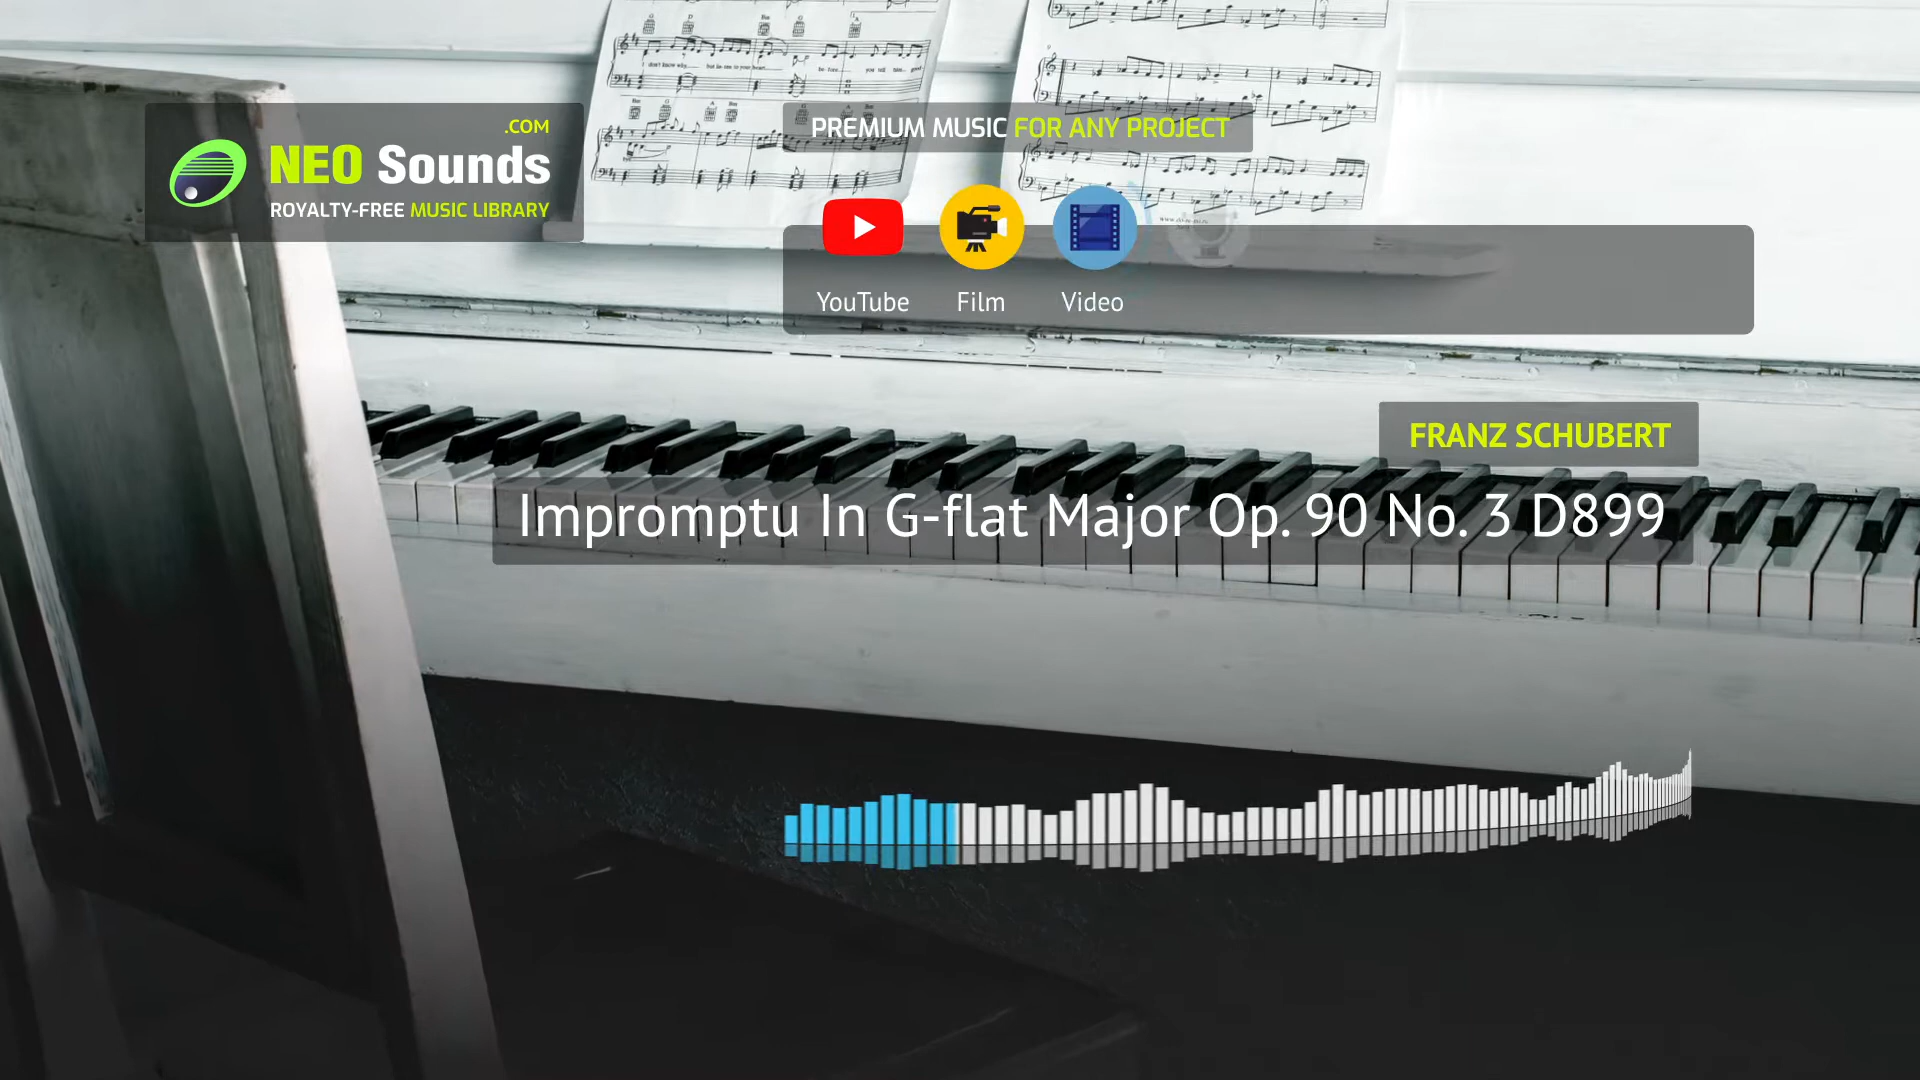 .COM
NEO Sounds
ROYALTY-FREE MUSIC LIBRARY
PREMIUM MUSIC FOR ANY PROJECT
YouTube
Film
Video
FRANZ SCHUBERT
Impromptu In G-flat Major Op. 90 No. 3 D899